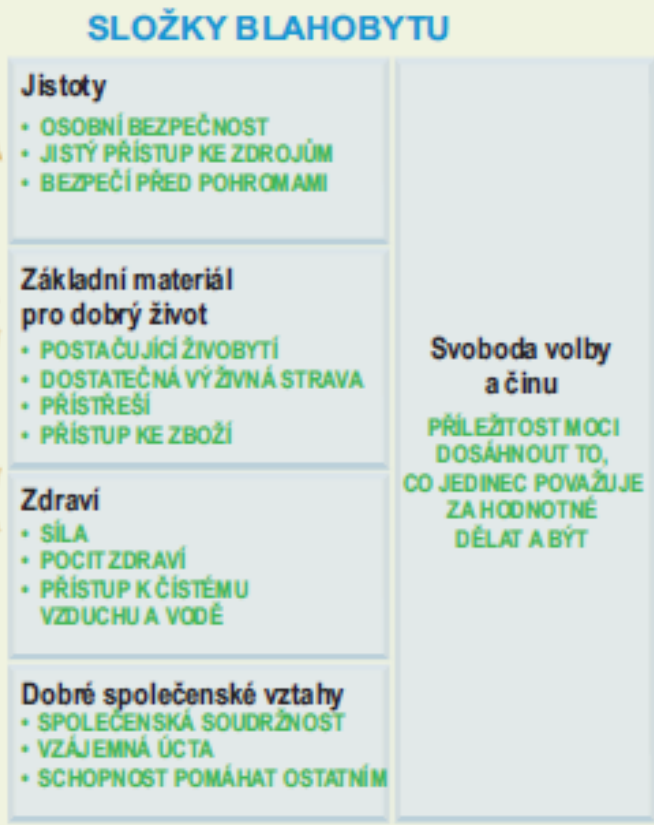 SLOŽKY BLAHOBYTU
Jistoty
• OSOBNÍ BEZPEČNOST
• JISTÝ PŘÍSTUP KE ZDROJŮM
• BEZPEČÍ PŘED POHROMAMI
Základní materiál
pro dobrý život
• POSTAČUJÍCÍ ŽIVOBYTÍ
• DOSTATEČNÁ VÝŽIVNÁ STRAVA
• PŘÍSTŘEŠÍ
• PŘÍSTUP KE ZBOŽÍ
Zdraví
• SÍLA
• POCIT ZDRAVÍ
• PŘÍSTUP K ČÍSTÉMU
VZDUCHU A VODĚ
Dobré společenské vztahy
• SPOLEČENSKÁ SOUDRŽNOST
• VZÁJEMNÁ ÚCTA
• SCHOPNOST POMÁHAT OSTATNÍM
Svoboda volby
a činu
PŘÍLEŽITOST MOCI
DOSÁHNOUT TO,
CO JEDINEC POVAŽUJE
ZA HODNOTNÉ
DĚLAT A BÝT